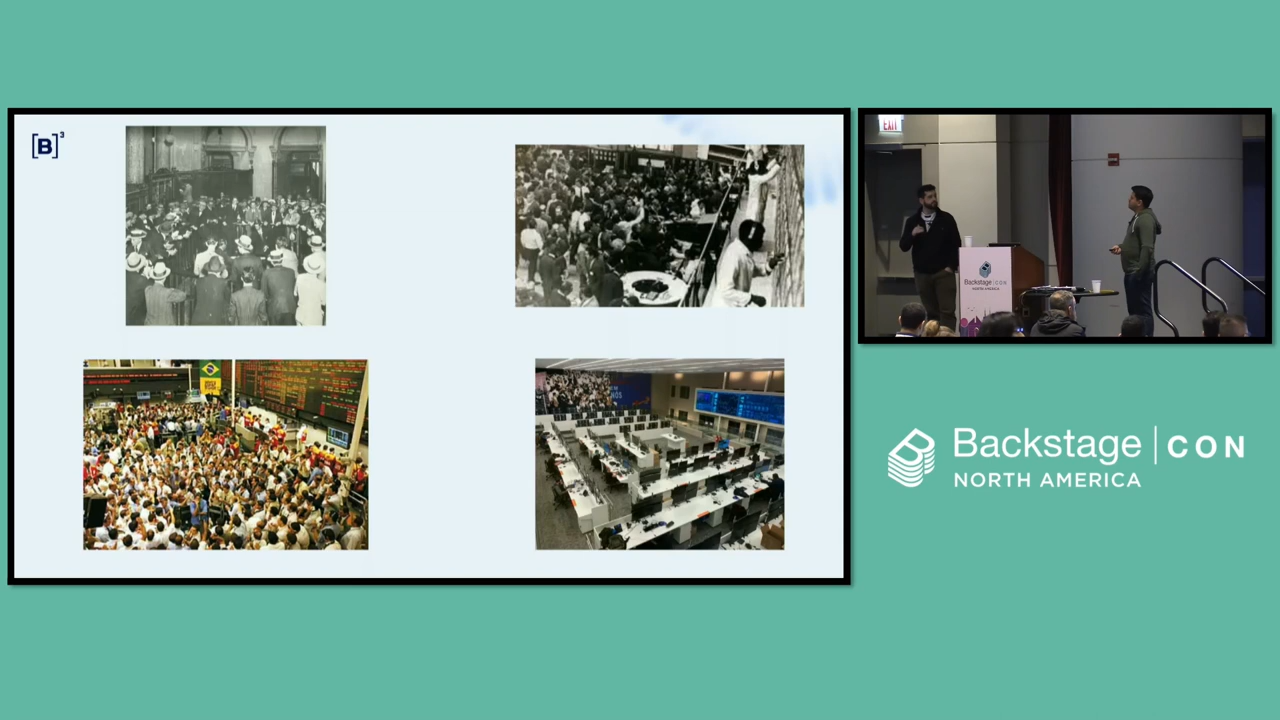 [B]³
EXIT
Backstage CON
NORTH AMERICA
Backstage | CON
NORTH AMERICA